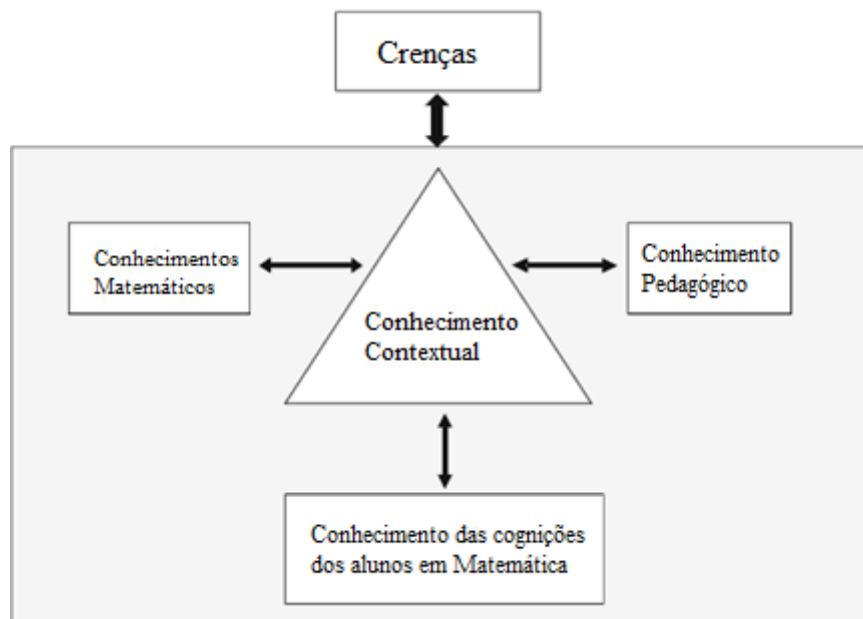 Crenças
Conhecimentos
Matemáticos
Conhecimento
Contextual
Conhecimento
Pedagógico
Conhecimento das cognições
dos alunos em Matemática